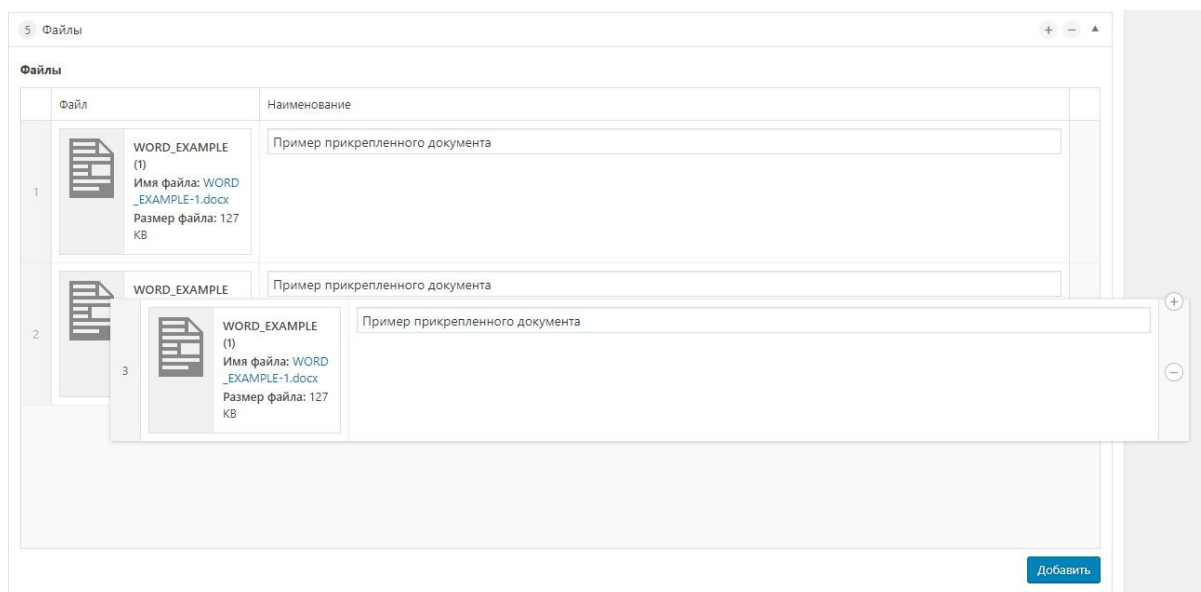 5 Файлы + − ▲
Файлы
Файл Наименование
1
WORD_EXAMPLE
(1)
Имя файла: WORD
_EXAMPLE-1.docx
Размер файла: 127
KB
Пример прикрепленного документа
2
WORD_EXAMPLE
Пример прикрепленного документа
3
WORD_EXAMPLE
(1)
Имя файла: WORD
_EXAMPLE-1.docx
Размер файла: 127
KB
Пример прикрепленного документа
Добавить